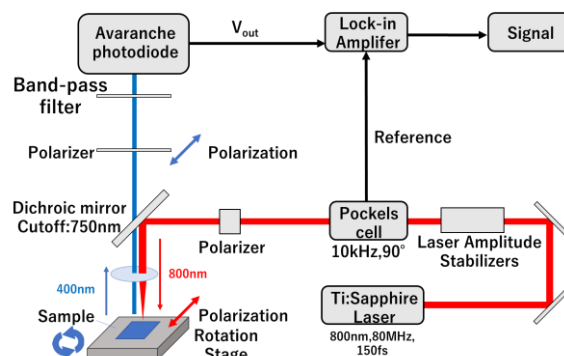 Avaranche
photodiode
Vout
Lock-in
Amplifer
Signal
Band-pass
filter
Reference
Polarizer
Polarization
Dichroic mirror
Cutoff:750nm
Polarizer
Pockels
cell
10kHz,90°
Laser Amplitude
Stabilizers
400nm
800nm
Sample
Polarization
Rotation
Stage
Ti:Sapphire
Laser
800nm,80MHz,
150fs